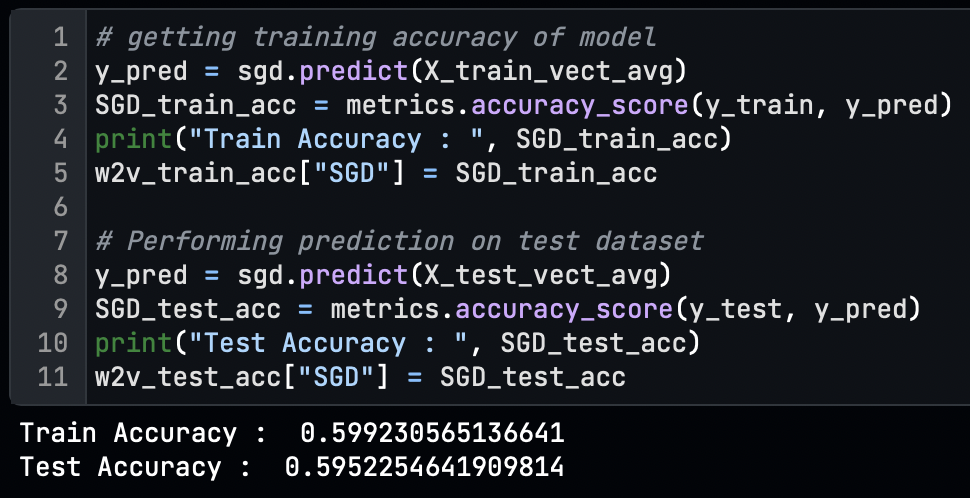 1 # getting training accuracy of model
2 y_pred = sgd.predict(X_train_vect_avg)
3 SGD_train_acc = metrics.accuracy_score(y_train, y_pred)
4 print("Train Accuracy : ", SGD_train_acc)
5 w2v_train_acc["SGD"] = SGD_train_acc
6
7 # Performing prediction on test dataset
8 y_pred = sgd.predict(X_test_vect_avg)
9 SGD_test_acc = metrics.accuracy_score(y_test, y_pred)
10 print("Test Accuracy : ", SGD_test_acc)
11 w2v_test_acc["SGD"] = SGD_test_acc
Train Accuracy :  0.599230565136641
Test Accuracy :  0.5952254641909814